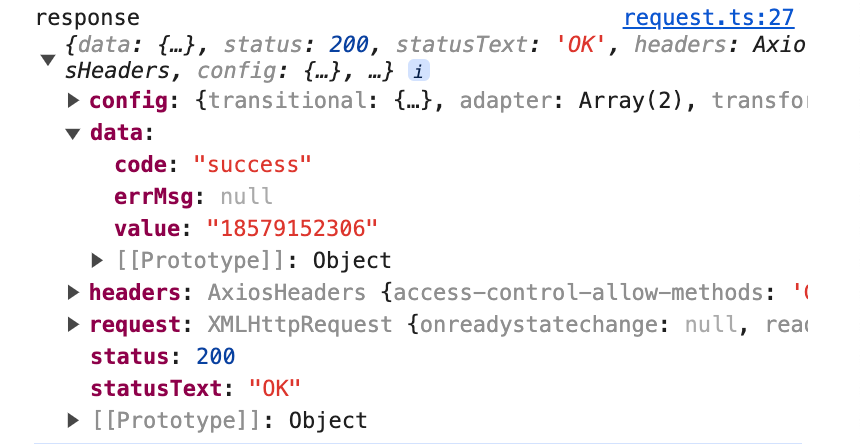 response request.ts:27
{data: {…}, status: 200, statusText: 'OK', headers: Axio
sHeaders, config: {…}, …} i
config: {transitional: {…}, adapter: Array(2), transfor
data:
code: "success"
errMsg: null
value: "18579152306"
[[Prototype]]: Object
headers: AxiosHeaders {access-control-allow-methods: '
request: XMLHttpRequest {onreadystatechange: null, read
status: 200
statusText: "OK"
[[Prototype]]: Object